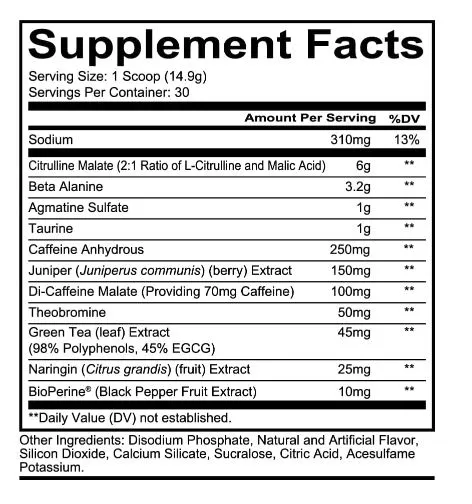 Supplement Facts
Serving Size: 1 Scoop (14.9g)
Servings Per Container: 30
Amount Per Serving %DV
Sodium 310mg 13%
Citrulline Malate (2:1 Ratio of L-Citrulline and Malic Acid) 6g **
Beta Alanine 3.2g **
Agmatine Sulfate 1g **
Taurine 1g **
Caffeine Anhydrous 250mg **
Juniper (Juniperus communis) (berry) Extract 150mg **
Di-Caffeine Malate (Providing 70mg Caffeine) 100mg **
Theobromine 50mg **
Green Tea (leaf) Extract 45mg **
(98% Polyphenols, 45% EGCG)
Naringin (Citrus grandis) (fruit) Extract 25mg **
BioPerine® (Black Pepper Fruit Extract) 10mg **
**Daily Value (DV) not established.
Other Ingredients: Disodium Phosphate, Natural and Artificial Flavor,
Silicon Dioxide, Calcium Silicate, Sucralose, Citric Acid, Acesulfame
Potassium.